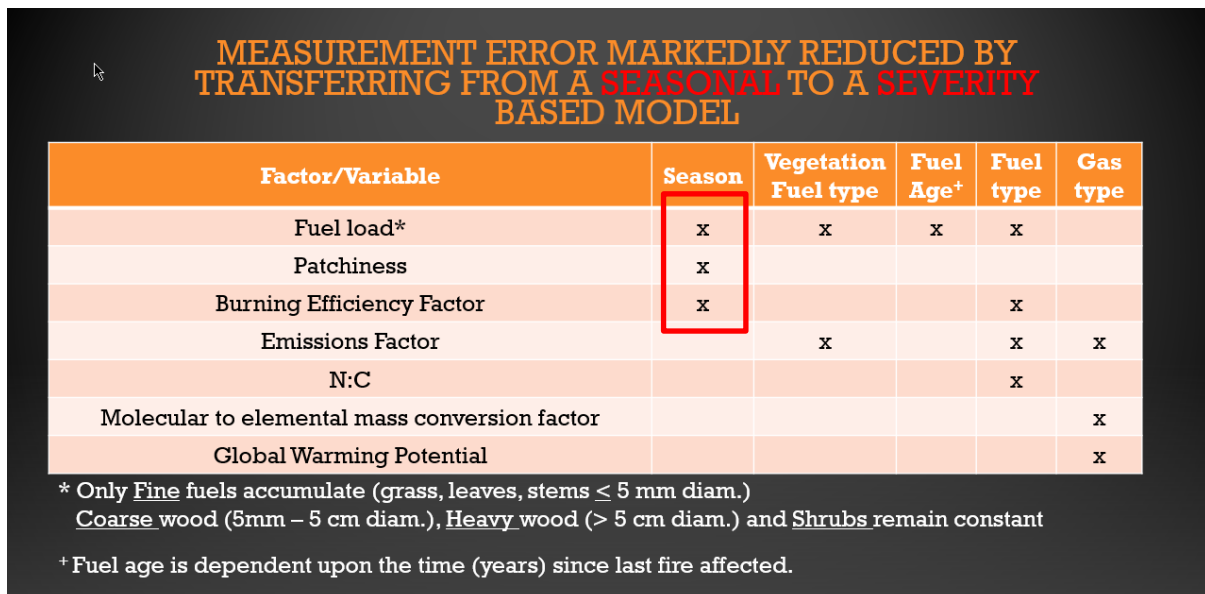 MEASUREMENT ERROR MARKEDLY REDUCED BY
TRANSFERRING FROM A SEASONAL TO A SEVERITY
BASED MODEL
Factor/Variable Season Vegetation Fuel type Fuel Age+ Fuel type Gas type
Fuel load* x x x x
Patchiness x
Burning Efficiency Factor x x
Emissions Factor x x x
N:C x
Molecular to elemental mass conversion factor x
Global Warming Potential x
* Only Fine fuels accumulate (grass, leaves, stems ≤ 5 mm diam.)
Coarse wood (5mm – 5 cm diam.), Heavy wood (> 5 cm diam.) and Shrubs remain constant
+ Fuel age is dependent upon the time (years) since last fire affected.